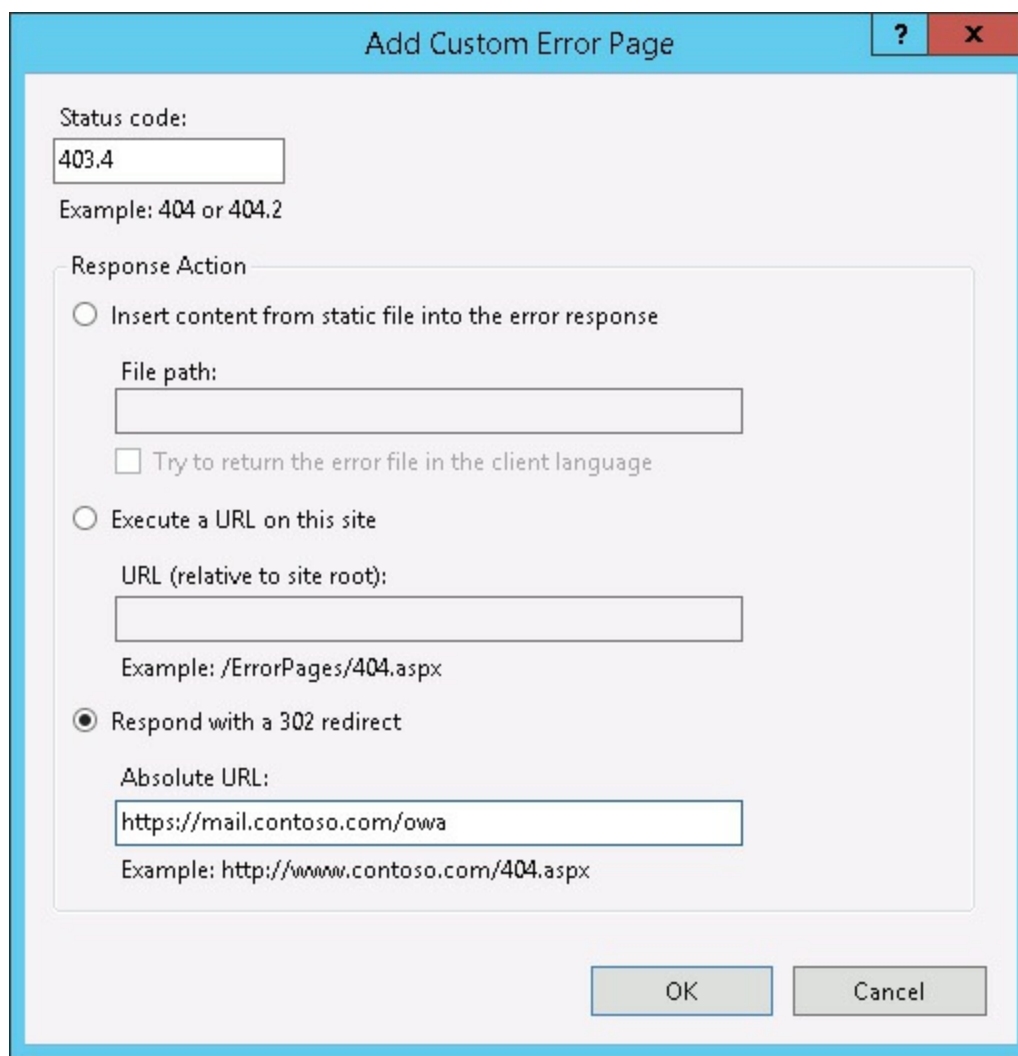 Add Custom Error Page
?
x
Status code:
403.4
Example: 404 or 404.2
Response Action
Insert content from static file into the error response
File path:
Try to return the error file in the client language
Execute a URL on this site
URL (relative to site root):
Example: /ErrorPages/404.aspx
Respond with a 302 redirect
Absolute URL:
https://mail.contoso.com/owa
Example: http://www.contoso.com/404.aspx
OK
Cancel